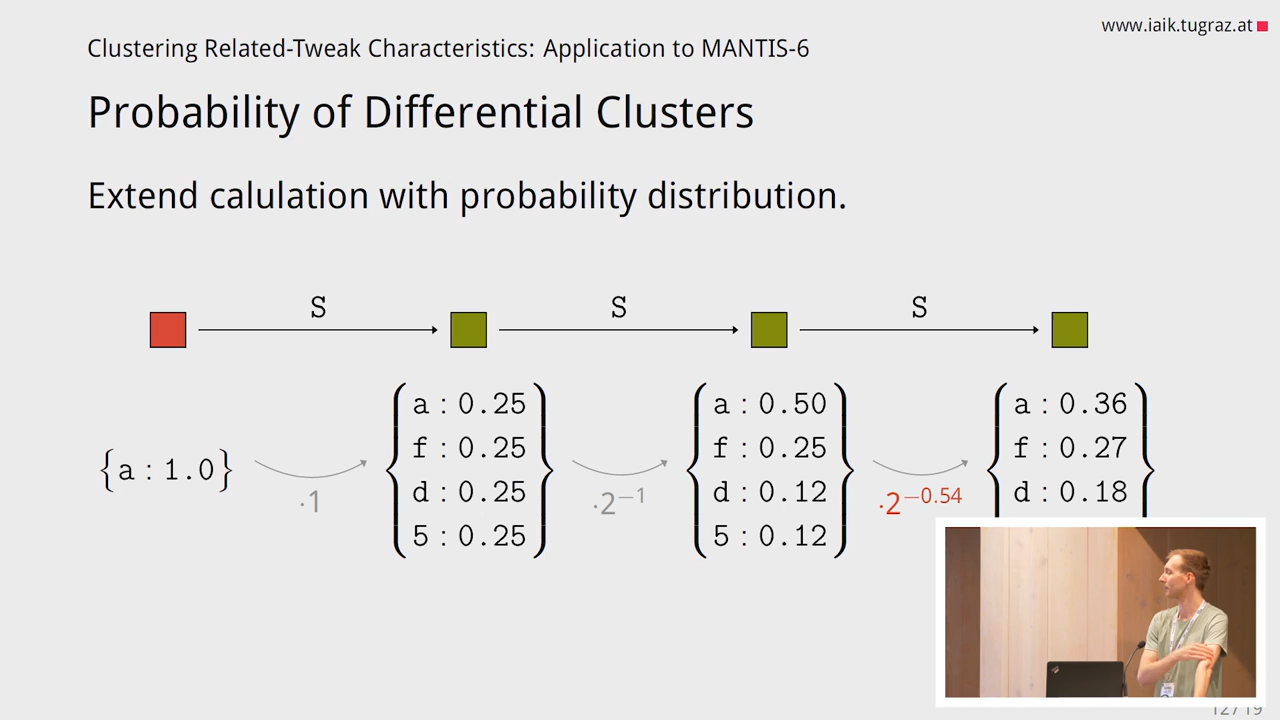 www.iaik.tugraz.at
Clustering Related-Tweak Characteristics: Application to MANTIS-6
Probability of Differential Clusters
Extend calulation with probability distribution.
S S S
{a : 1.0}
·1
a : 0.25
f : 0.25
d : 0.25
5 : 0.25
·2⁻¹
a : 0.50
f : 0.25
d : 0.12
5 : 0.12
·2⁻⁰·⁵⁴
a : 0.36
f : 0.27
d : 0.18
12 / 19